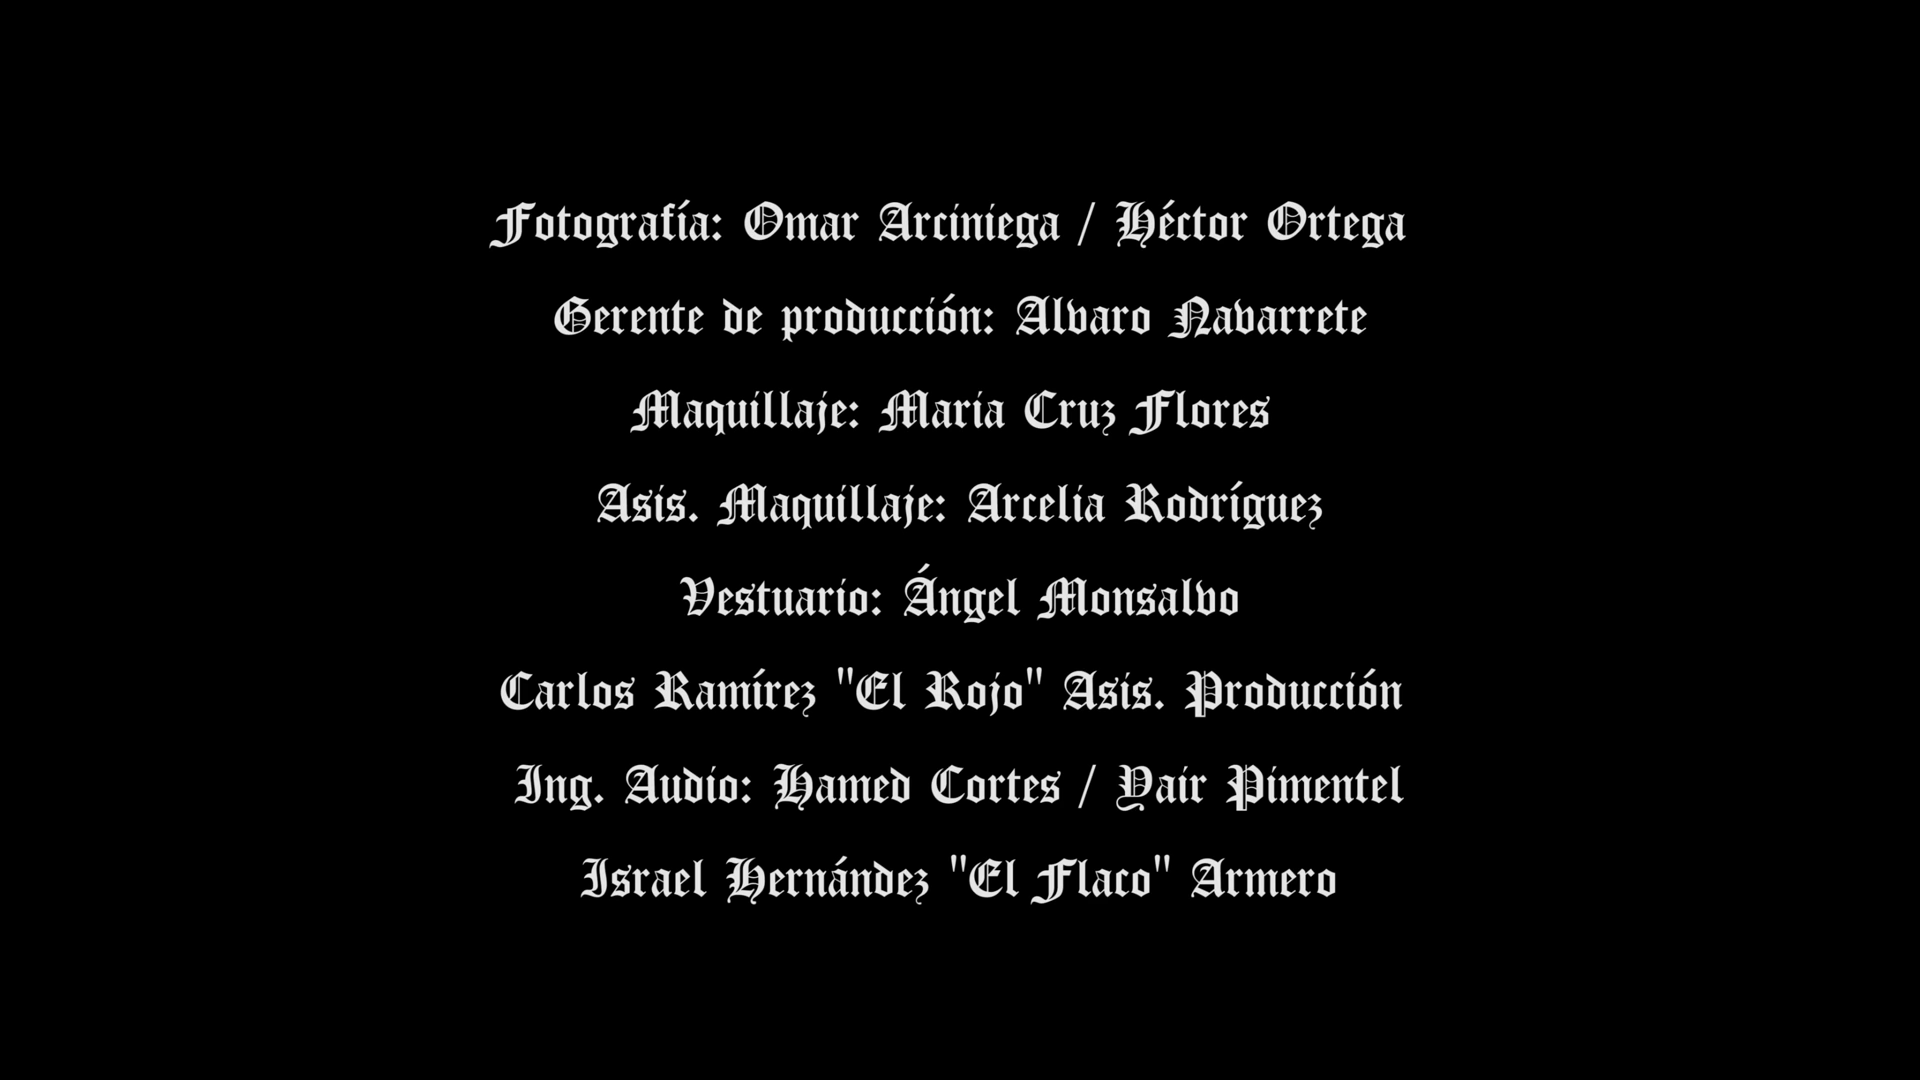 Fotografía: Omar Arciniega / Héctor Ortega
Gerente de producción: Alvaro Navarrete
Maquillaje: Maria Cruz Flores
Asis. Maquillaje: Arcelia Rodríguez
Vestuario: Ángel Monsalvo
Carlos Ramírez "El Rojo" Asis. Producción
Ing. Audio: Hamed Cortes / Yair Pimentel
Israel Hernández "El Flaco" Armero